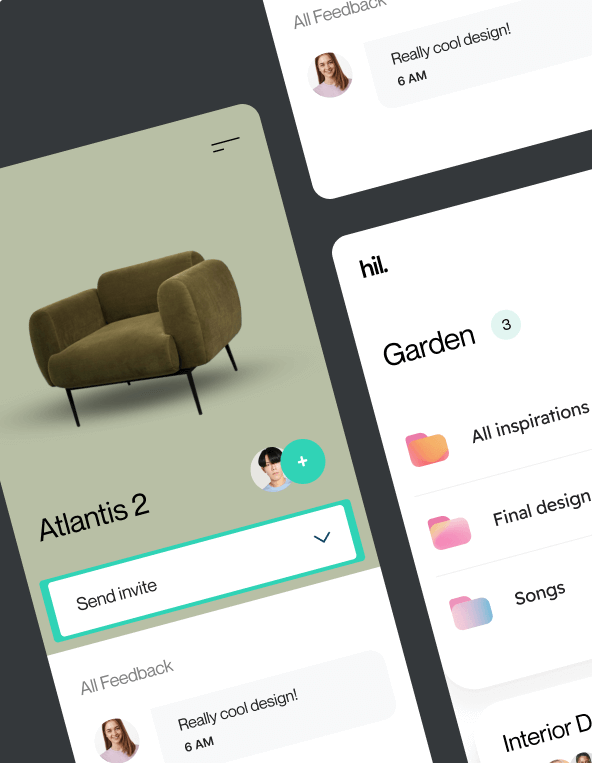 All Feedback
Really cool design!
6 AM
hil.
Garden
3
All inspirations
Final design
Songs
Atlantis 2
Send invite
All Feedback
Really cool design!
6 AM
Interior D